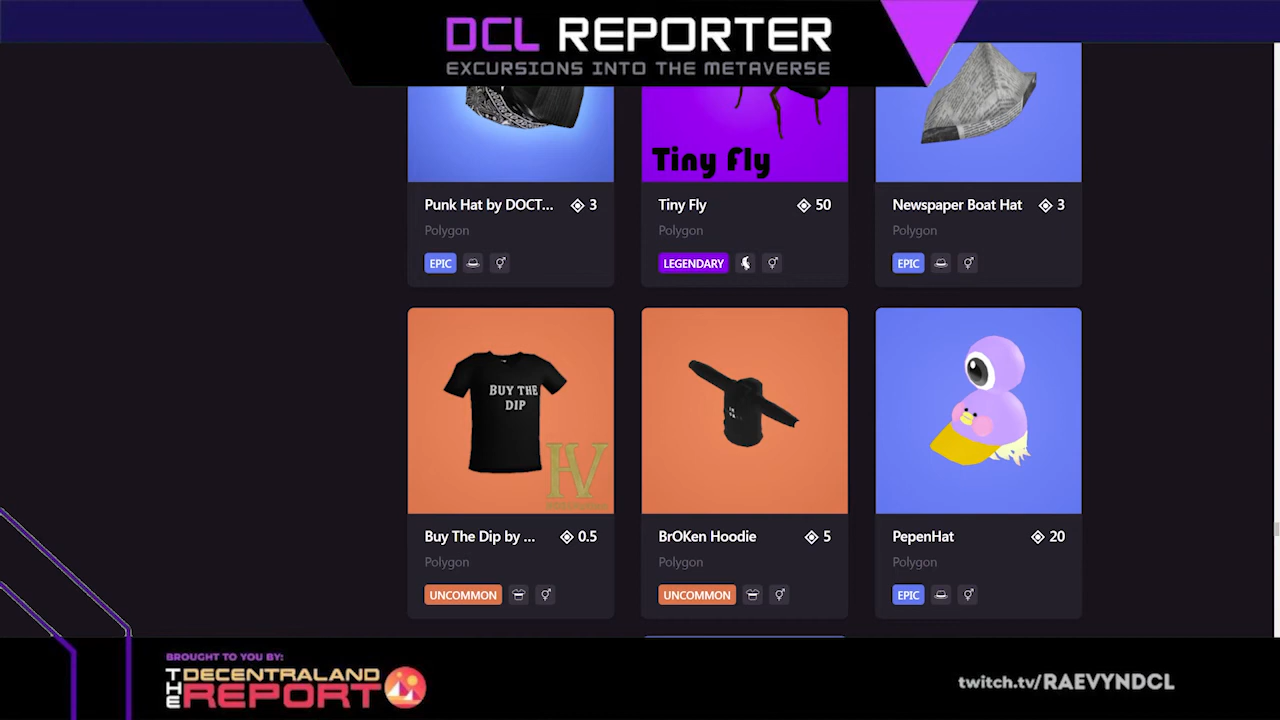 DCL REPORTER
EXCURSIONS INTO THE METAVERSE
Tiny Fly
Punk Hat by DOCT... 3
Polygon
EPIC
Tiny Fly 50
Polygon
LEGENDARY
Newspaper Boat Hat 3
Polygon
EPIC
BUY THE
DIP
HV
Buy The Dip by ... 0.5
Polygon
UNCOMMON
BrOKen Hoodie 5
Polygon
UNCOMMON
PepenHat 20
Polygon
EPIC
BROUGHT TO YOU BY:
THE DECENTRALAND
REPORT
twitch.tv/RAEVYNDCL